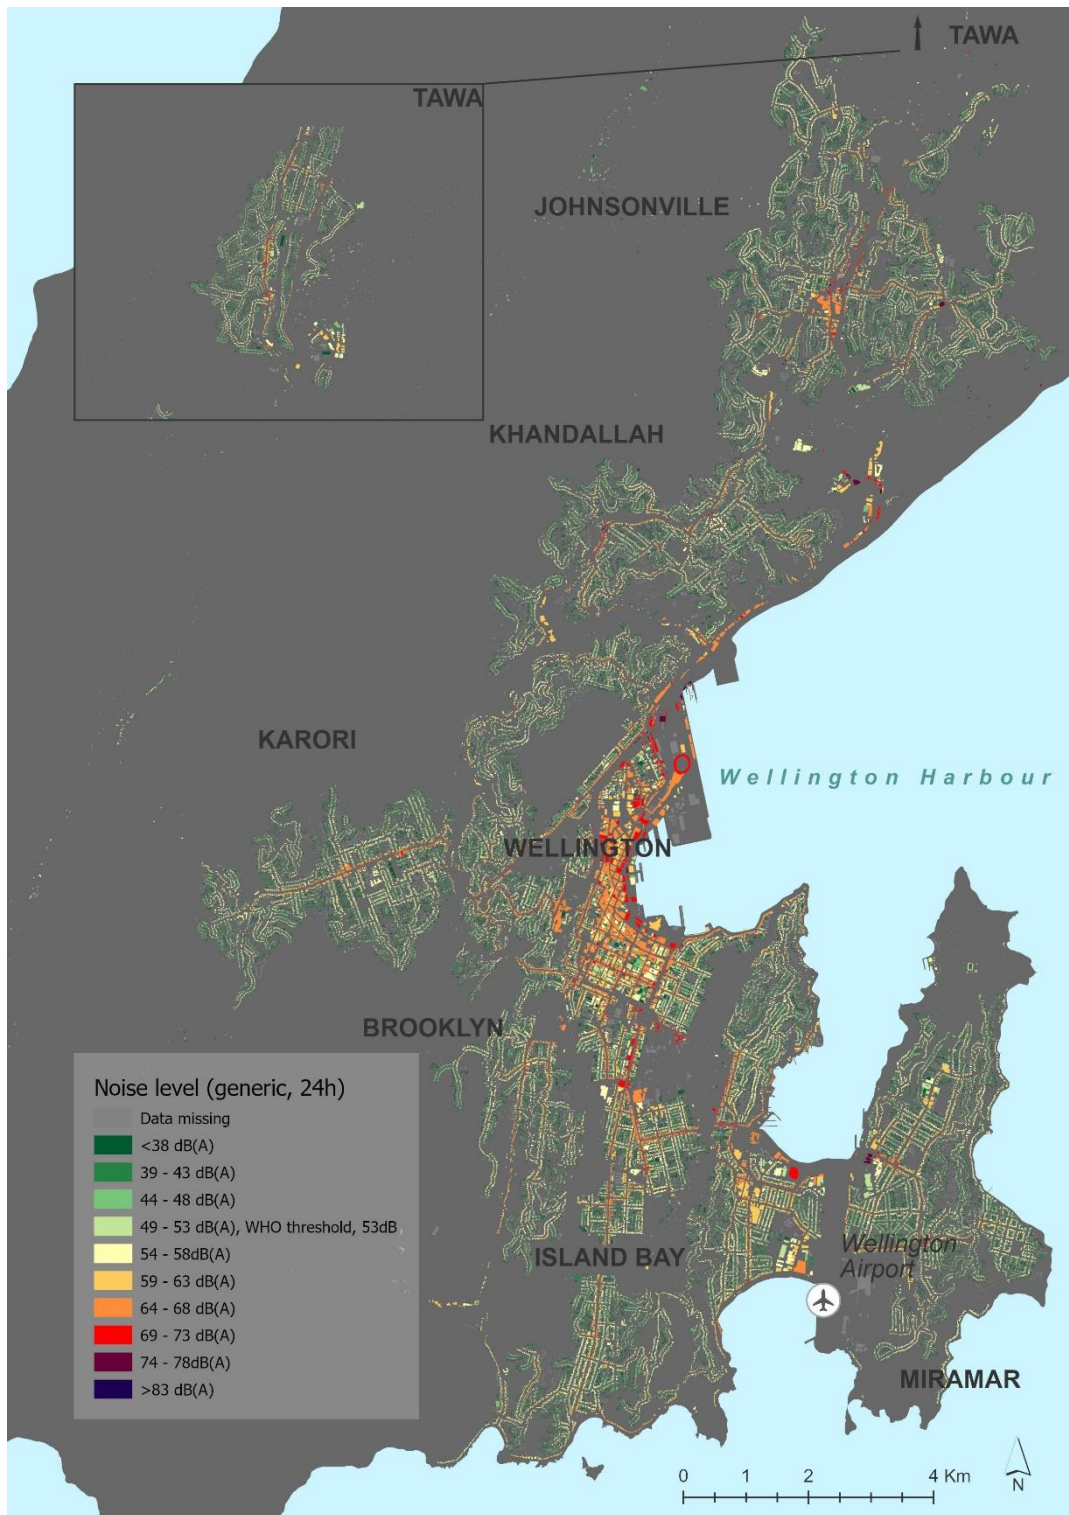 TAWA
TAWA
JOHNSONVILLE
KHANDALLAH
KARORI
Wellington Harbour
WELLINGTON
BROOKLYN
Noise level (generic, 24h)
Data missing
<38 dB(A)
39 - 43 dB(A)
44 - 48 dB(A)
49 - 53 dB(A), WHO threshold, 53dB
54 - 58dB(A)
59 - 63 dB(A)
64 - 68 dB(A)
69 - 73 dB(A)
74 - 78dB(A)
>83 dB(A)
ISLAND BAY
Wellington
Airport
MIRAMAR
0 1 2 4 Km
N